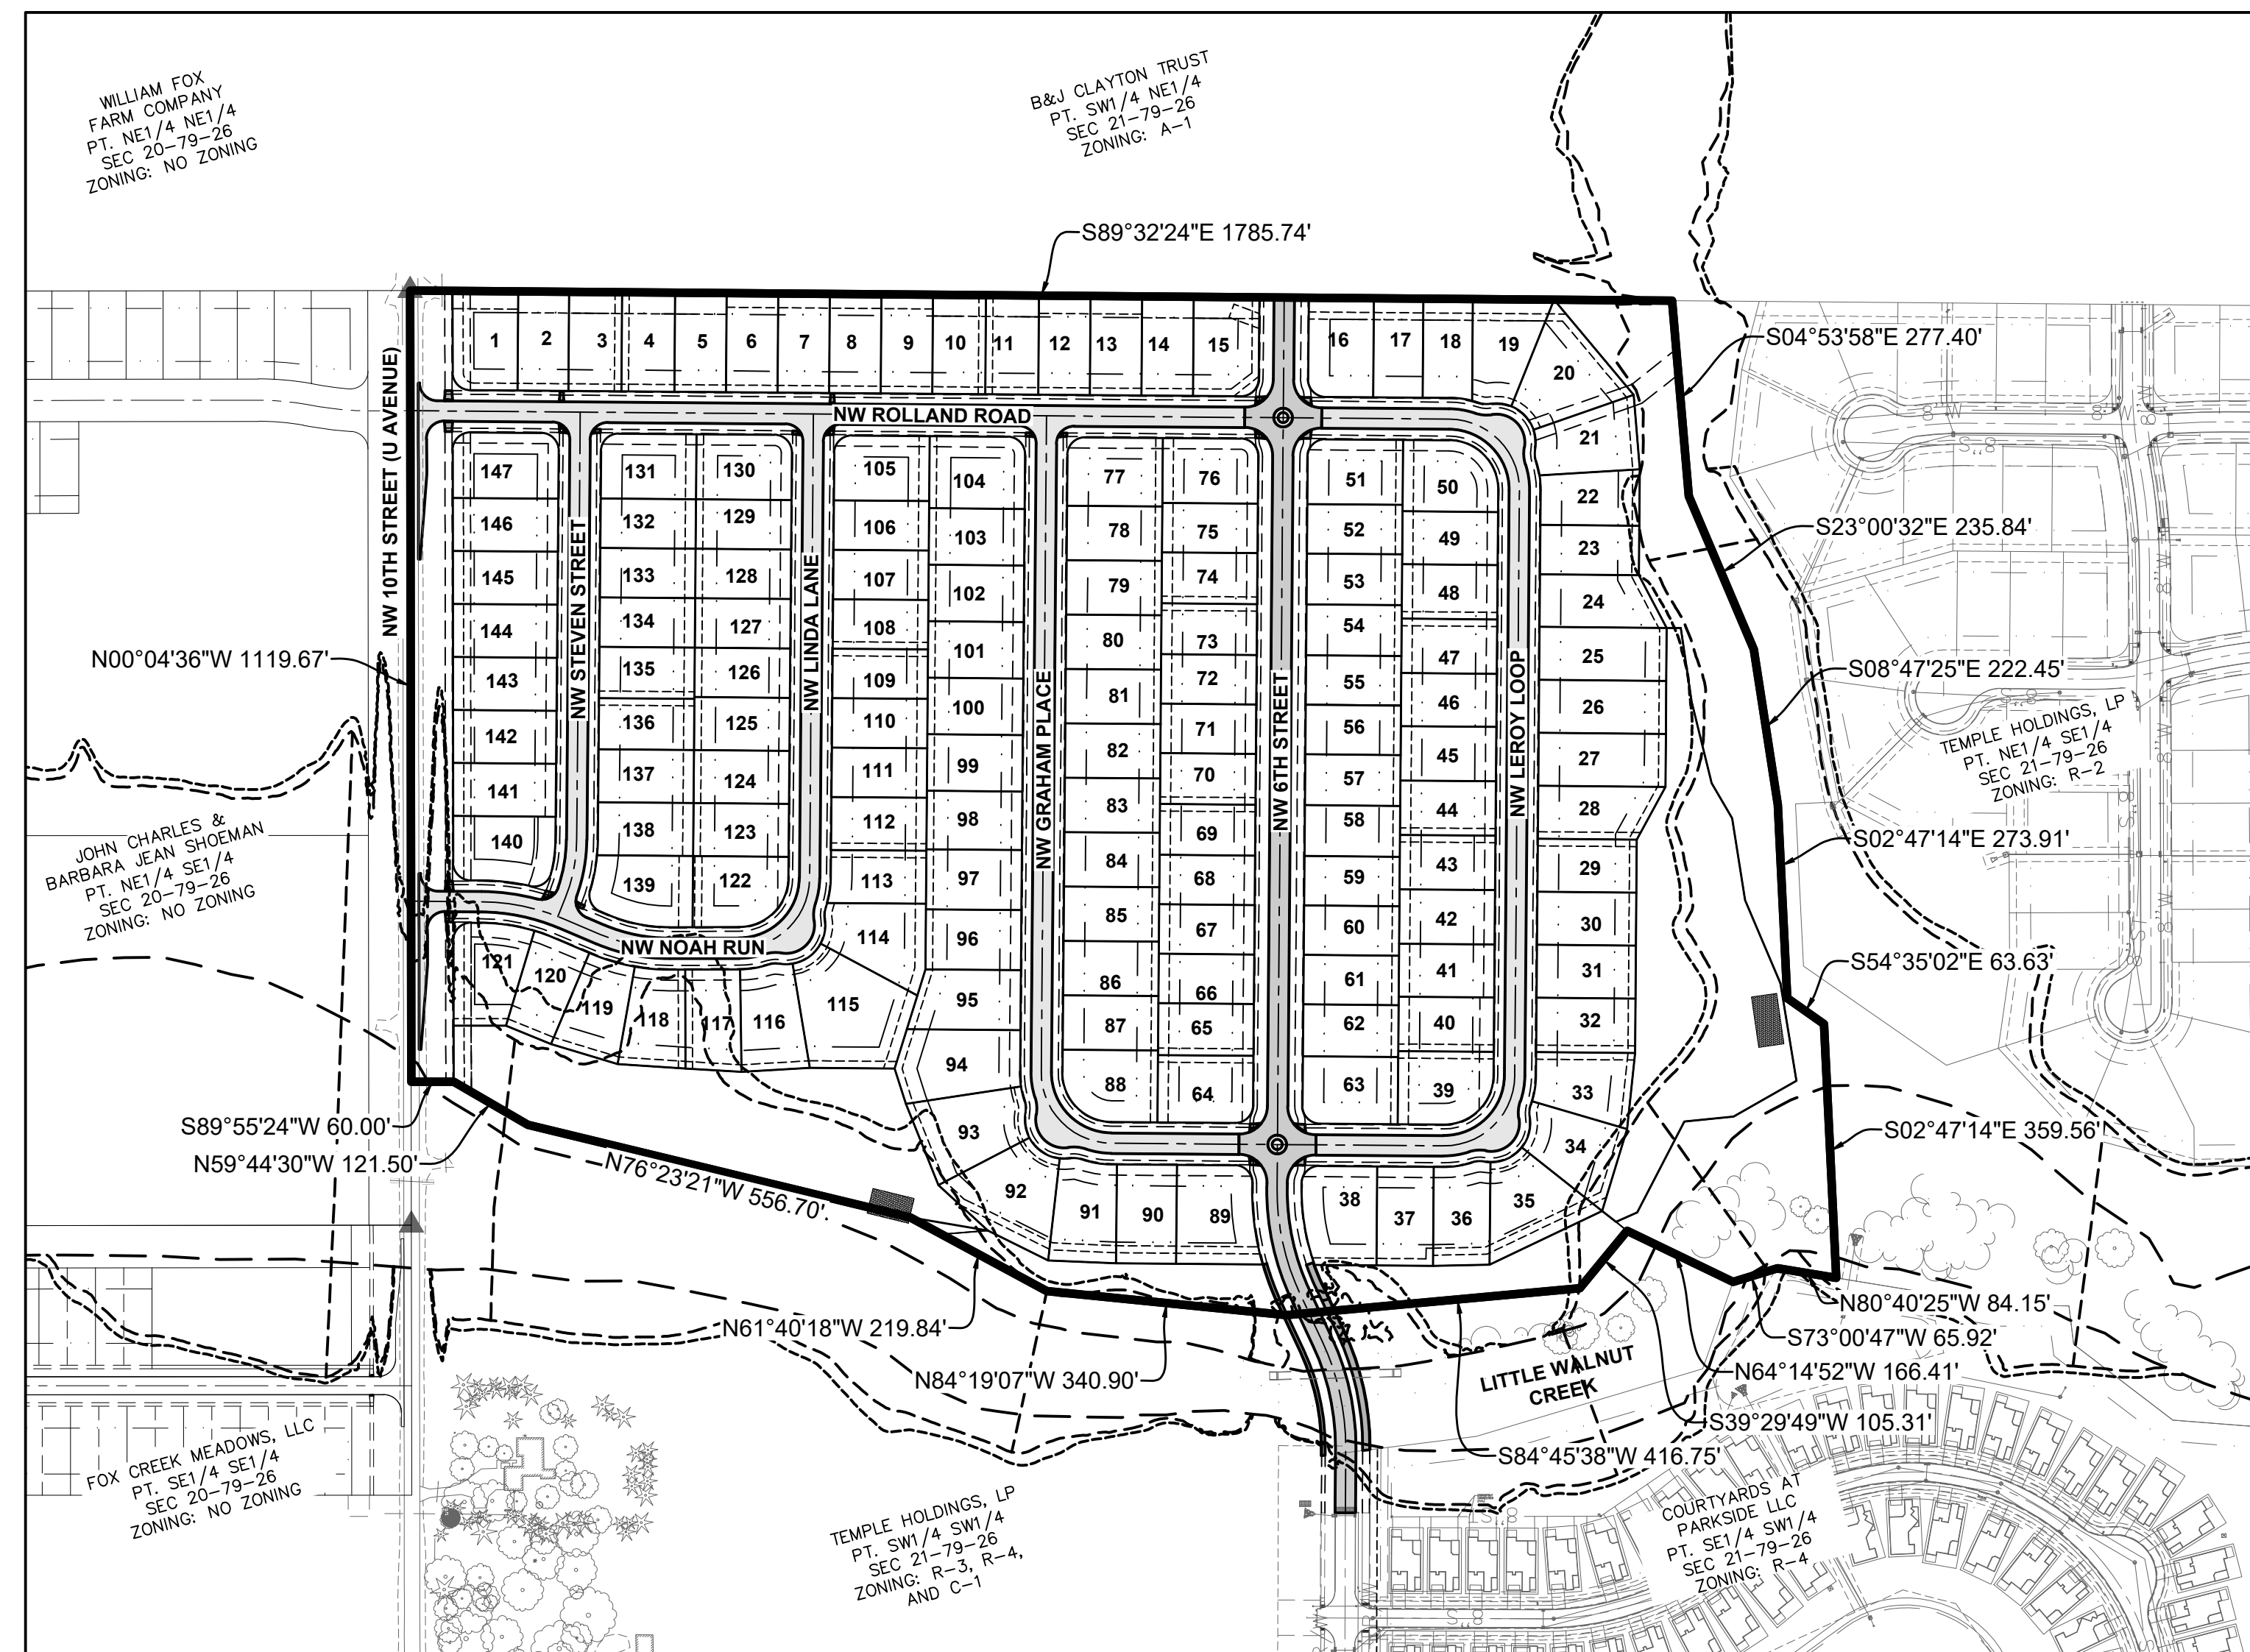 WILLIAM FOX
FARM COMPANY
PT. NE1/4 NE1/4
SEC 20-79-26
ZONING: NO ZONING
B&J CLAYTON TRUST
PT. SW1/4 NE1/4
SEC 21-79-26
ZONING: A-1
S89°32'24"E 1785.74'
S04°53'58"E 277.40'
S23°00'32"E 235.84'
S08°47'25"E 222.45'
TEMPLE HOLDINGS, LP
PT. NE1/4 SE1/4
SEC 21-79-26
ZONING: R-2
S02°47'14"E 273.91'
S54°35'02"E 63.63'
S02°47'14"E 359.56'
N80°40'25"W 84.15'
S73°00'47"W 65.92'
N64°14'52"W 166.41'
S39°29'49"W 105.31'
S84°45'38"W 416.75'
N84°19'07"W 340.90'
N61°40'18"W 219.84'
N76°23'21"W 556.70'
N59°44'30"W 121.50'
S89°55'24"W 60.00'
N00°04'36"W 1119.67'
NW 10TH STREET (U AVENUE)
NW ROLLAND ROAD
NW STEVEN STREET
NW LINDA LANE
NW GRAHAM PLACE
NW 6TH STREET
NW LEROY LOOP
NW NOAH RUN
1
2
3
4
5
6
7
8
9
10
11
12
13
14
15
16
17
18
19
20
21
22
23
24
25
26
27
28
29
30
31
32
33
34
35
36
37
38
39
40
41
42
43
44
45
46
47
48
49
50
51
52
53
54
55
56
57
58
59
60
61
62
63
64
65
66
67
68
69
70
71
72
73
74
75
76
77
78
79
80
81
82
83
84
85
86
87
88
89
90
91
92
93
94
95
96
97
98
99
100
101
102
103
104
105
106
107
108
109
110
111
112
113
114
115
116
117
118
119
120
121
122
123
124
125
126
127
128
129
130
131
132
133
134
135
136
137
138
139
140
141
142
143
144
145
146
147
JOHN CHARLES &
BARBARA JEAN SHOEMAN
PT. NE1/4 SE1/4
SEC 20-79-26
ZONING: NO ZONING
FOX CREEK MEADOWS, LLC
PT. SE1/4 SE1/4
SEC 20-79-26
ZONING: NO ZONING
TEMPLE HOLDINGS, LP
PT. SW1/4 SW1/4
SEC 21-79-26
ZONING: R-3, R-4,
AND C-1
LITTLE WALNUT
CREEK
COURTYARDS AT
PARKSIDE LLC
PT. SE1/4 SW1/4
SEC 21-79-26
ZONING: R-4